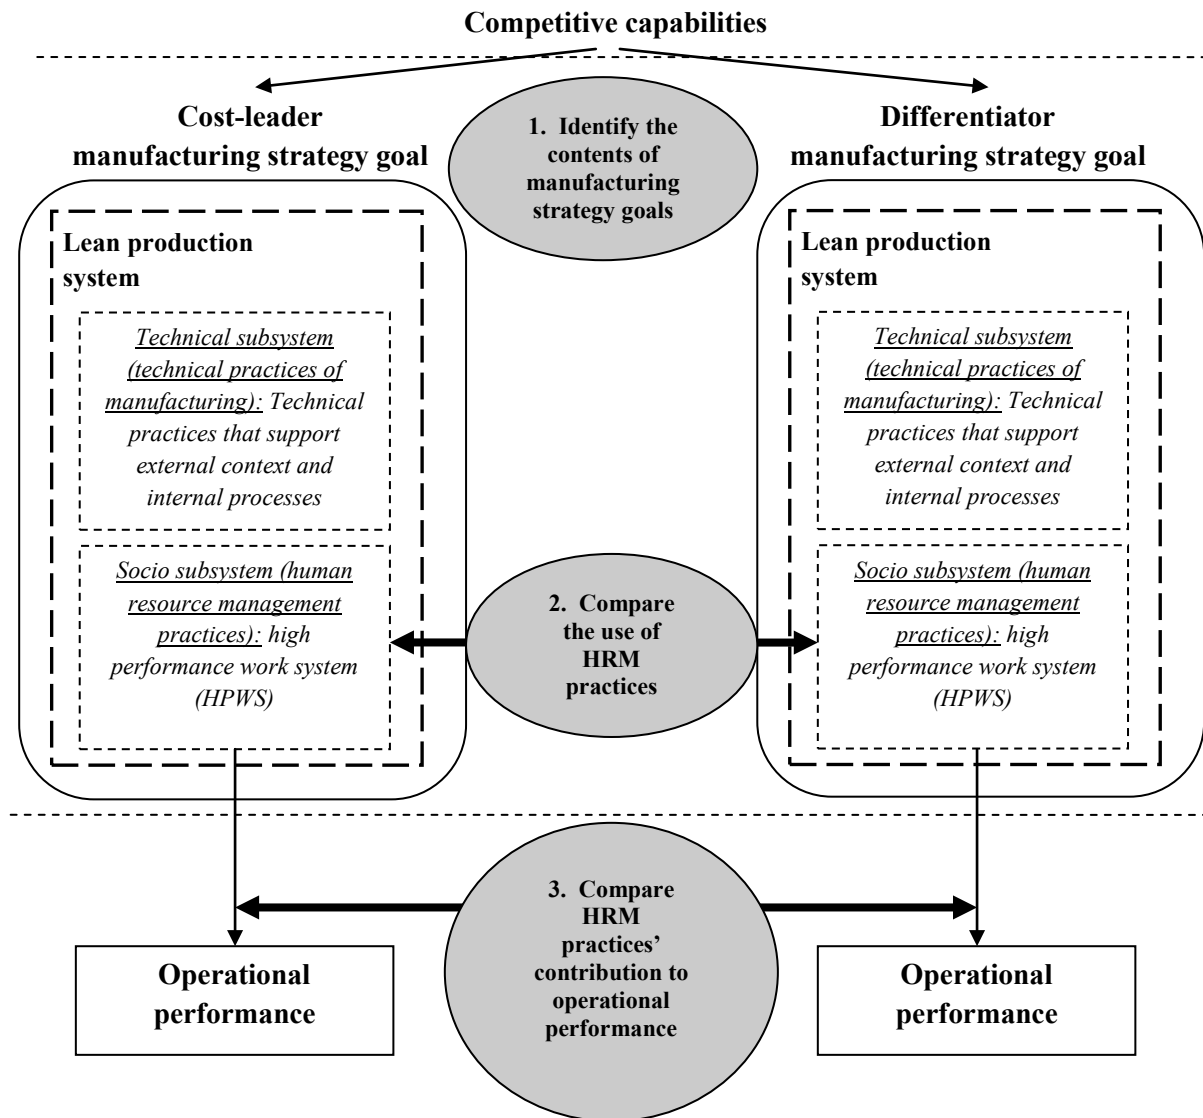 Competitive capabilities
Cost-leader
manufacturing strategy goal
1. Identify the
contents of
manufacturing
strategy goals
Differentiator
manufacturing strategy goal
Lean production
system
Technical subsystem
(technical practices of
manufacturing): Technical
practices that support
external context and
internal processes
Socio subsystem (human
resource management
practices): high
performance work system
(HPWS)
2. Compare
the use of
HRM
practices
Lean production
system
Technical subsystem
(technical practices of
manufacturing): Technical
practices that support
external context and
internal processes
Socio subsystem (human
resource management
practices): high
performance work system
(HPWS)
3. Compare
HRM
practices’
contribution to
operational
performance
Operational
performance
Operational
performance